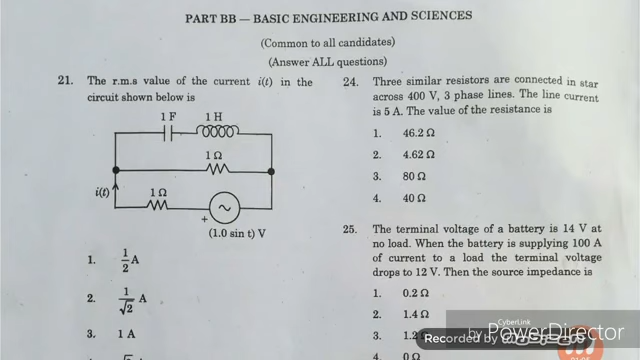 PART BB — BASIC ENGINEERING AND SCIENCES
(Common to all candidates)
(Answer ALL questions)
21. The r.m.s value of the current i(t) in the
circuit shown below is
1 F 1 H
1 Ω
i(t) 1 Ω
+ ~
(1.0 sin t) V
1. 1/2 A
2. 1/√2 A
3. 1 A
24. Three similar resistors are connected in star
across 400 V, 3 phase lines. The line current
is 5 A. The value of the resistance is
1. 46.2 Ω
2. 4.62 Ω
3. 80 Ω
4. 40 Ω
25. The terminal voltage of a battery is 14 V at
no load. When the battery is supplying 100 A
of current to a load the terminal voltage
drops to 12 V. Then the source impedance is
1. 0.2 Ω
2. 1.4 Ω
3. 1.2
4. 0 Ω
CyberLink
by PowerDirector
Recorded by